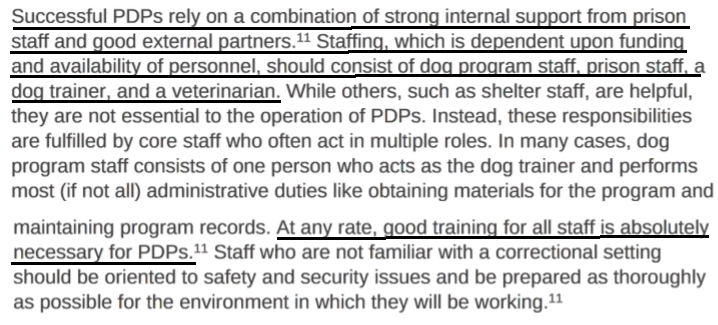 Successful PDPs rely on a combination of strong internal support from prison
staff and good external partners.¹¹ Staffing, which is dependent upon funding
and availability of personnel, should consist of dog program staff, prison staff, a
dog trainer, and a veterinarian. While others, such as shelter staff, are helpful,
they are not essential to the operation of PDPs. Instead, these responsibilities
are fulfilled by core staff who often act in multiple roles. In many cases, dog
program staff consists of one person who acts as the dog trainer and performs
most (if not all) administrative duties like obtaining materials for the program and
maintaining program records. At any rate, good training for all staff is absolutely
necessary for PDPs.¹¹ Staff who are not familiar with a correctional setting
should be oriented to safety and security issues and be prepared as thoroughly
as possible for the environment in which they will be working.¹¹